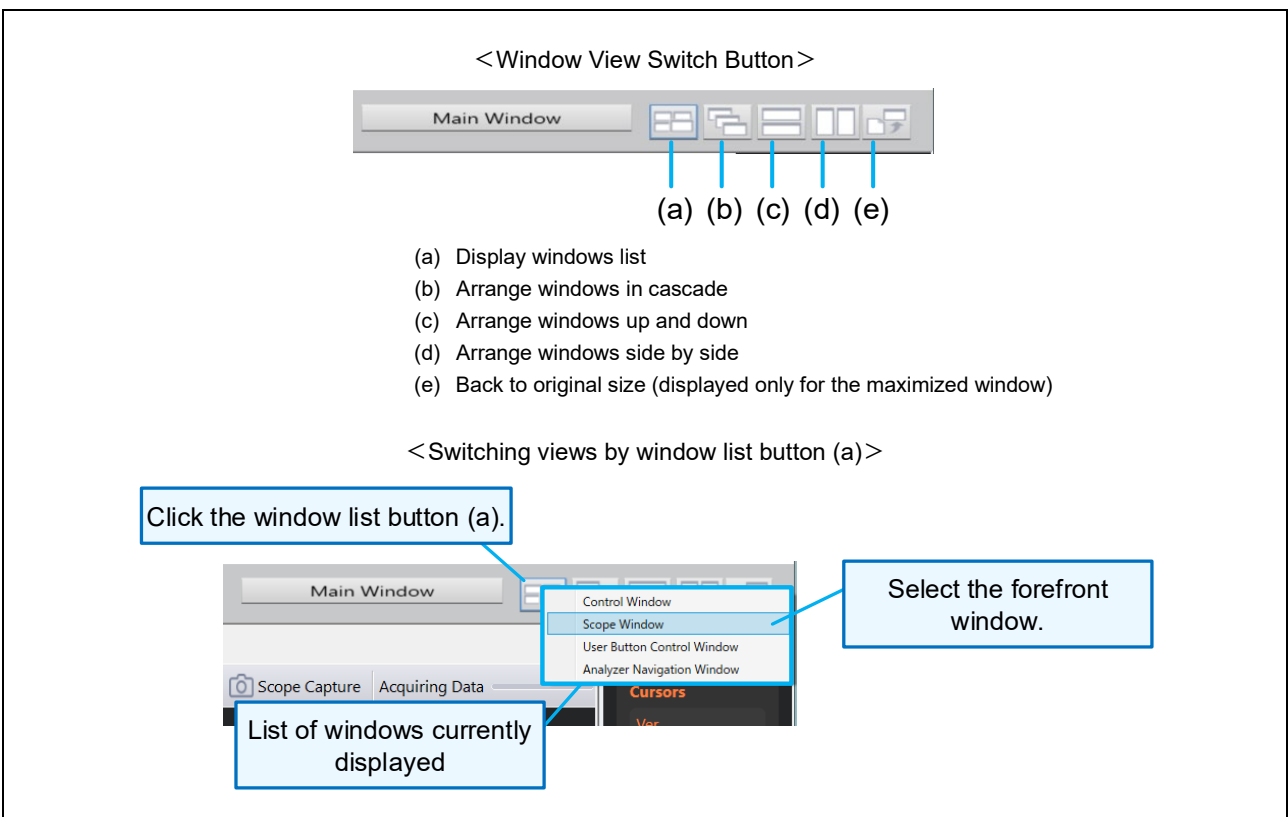 ＜Window View Switch Button＞
Main Window
(a) (b) (c) (d) (e)
(a) Display windows list
(b) Arrange windows in cascade
(c) Arrange windows up and down
(d) Arrange windows side by side
(e) Back to original size (displayed only for the maximized window)
＜Switching views by window list button (a)＞
Click the window list button (a).
Main Window
Control Window
Scope Window
User Button Control Window
Analyzer Navigation Window
Select the forefront
window.
Scope Capture
Acquiring Data
Cursors
Ver
List of windows currently
displayed